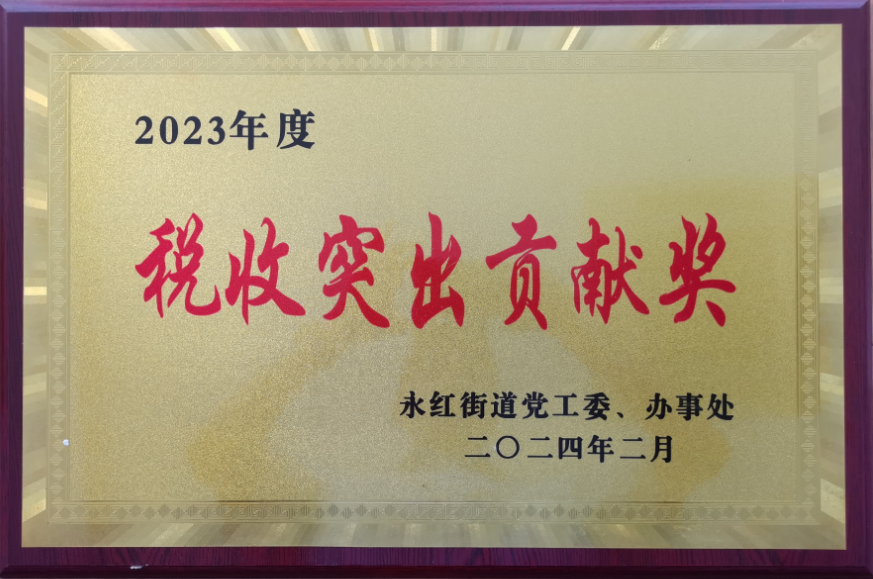 2023年度
税收突出贡献奖
永红街道党工委、办事处
二〇二四年二月